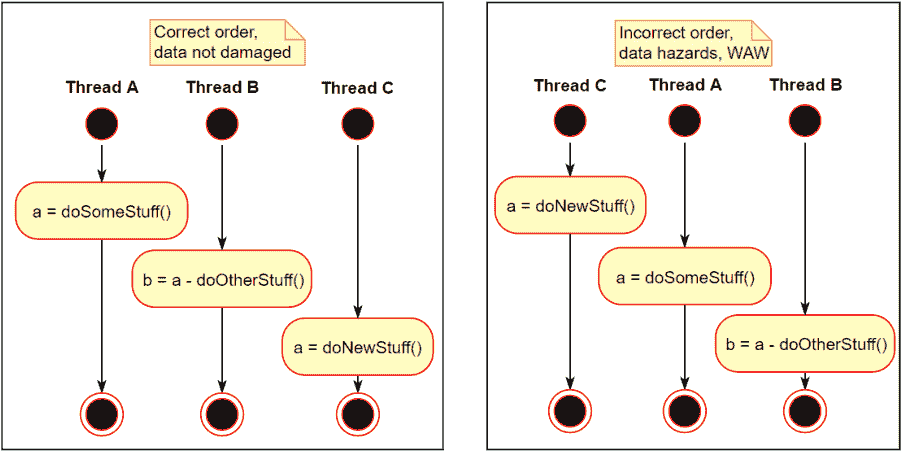 Correct order,
data not damaged
Thread A
Thread B
Thread C
a = doSomeStuff()
b = a - doOtherStuff()
a = doNewStuff()
Incorrect order,
data hazards, WAW
Thread C
Thread A
Thread B
a = doNewStuff()
a = doSomeStuff()
b = a - doOtherStuff()